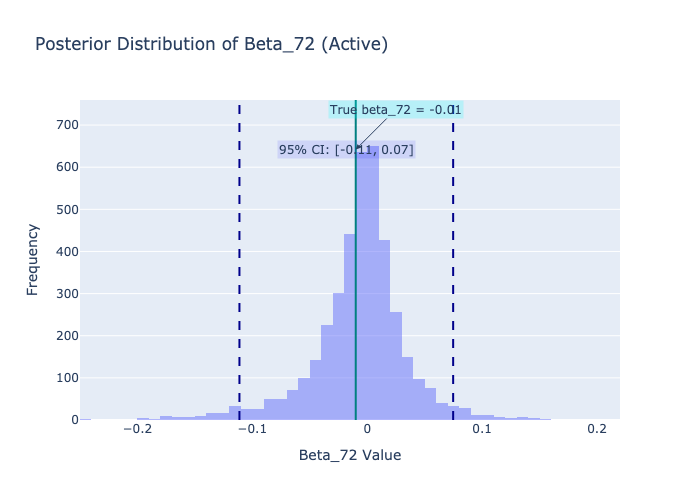 Posterior Distribution of Beta_72 (Active)
True beta_72 = -0.01
95% CI: [-0.11, 0.07]
700
600
500
400
300
200
100
0
Frequency
−0.2
−0.1
0
0.1
0.2
Beta_72 Value